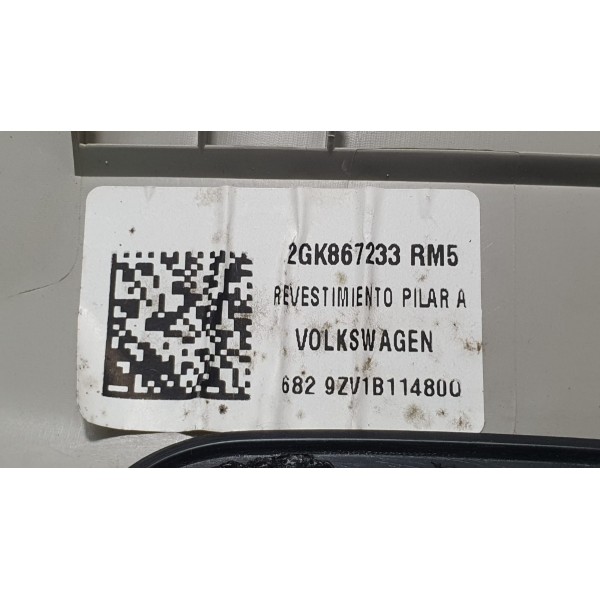 2GK867233 RM5
REVESTIMIENTO PILAR A
VOLKSWAGEN
682 9ZV1B114800